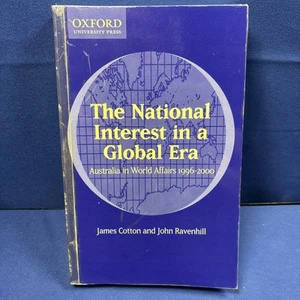 OXFORD
UNIVERSITY PRESS
The National
Interest in a
Global Era
Australia in World Affairs 1996-2000
James Cotton and John Ravenhill